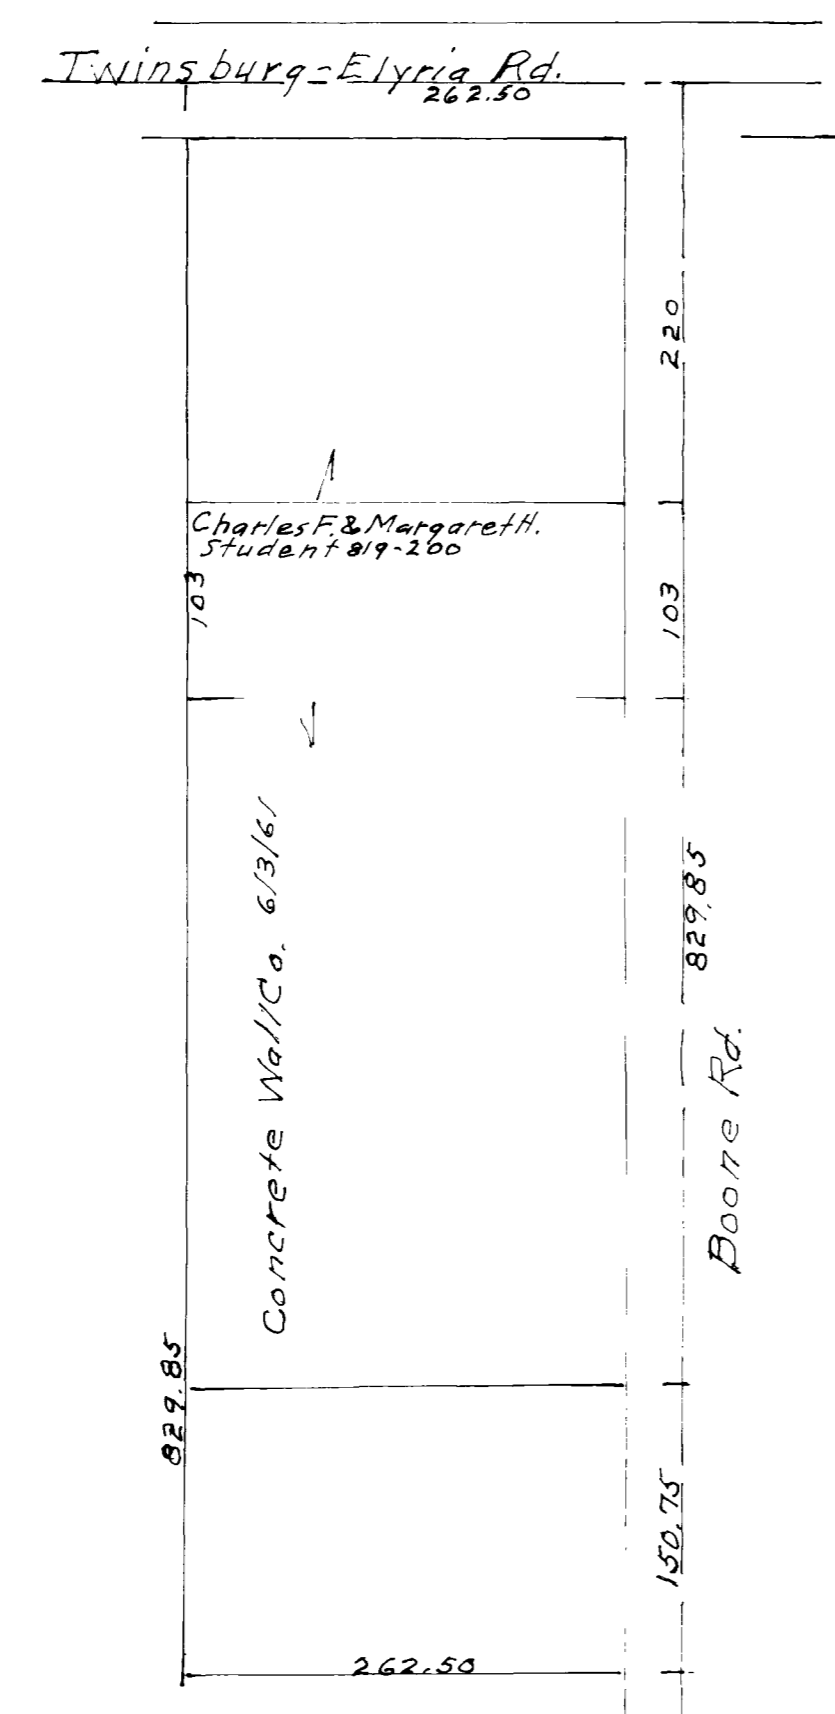 Twinsburg-Elyria Rd.
262.50
220
Charles F. & Margaret H.
Student 819-200
103
103
Concrete Wall Co. 6/3/61
829.85
Boone Rd.
829.85
150.75
262.50